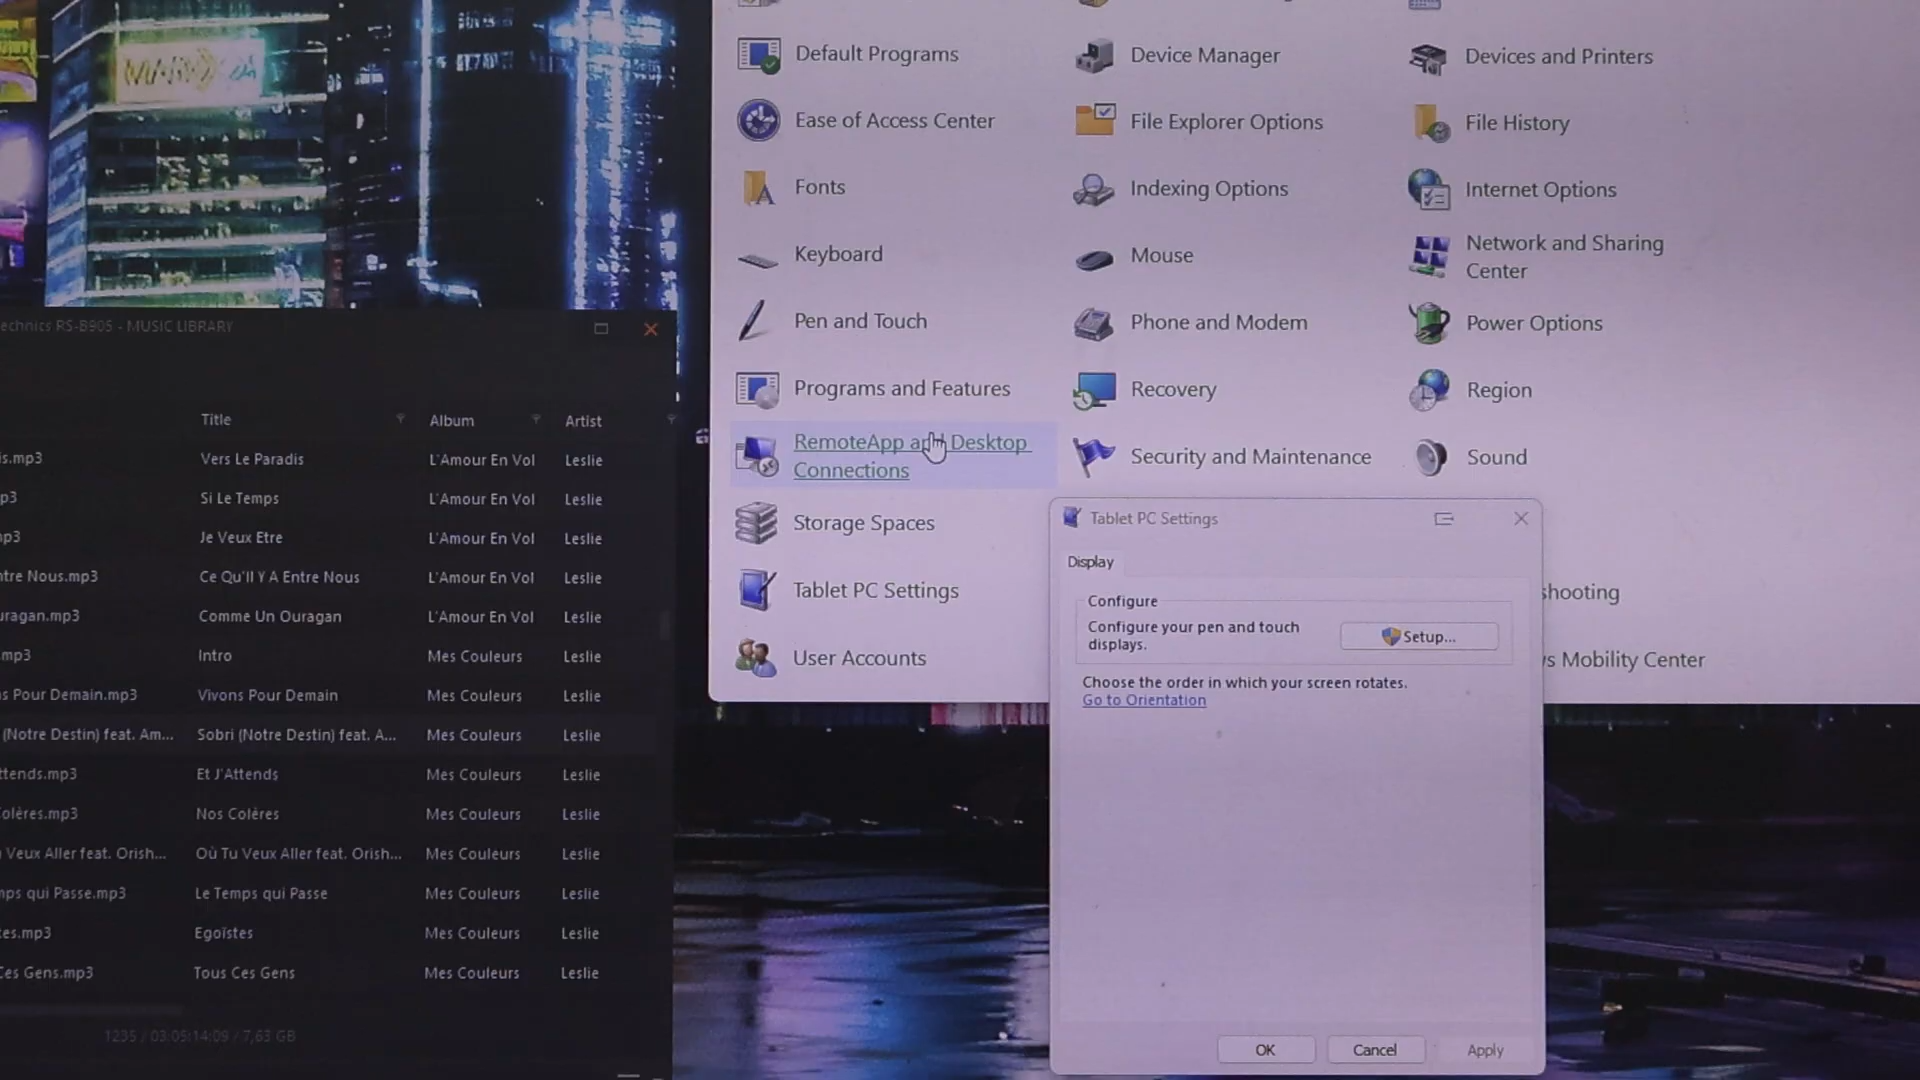 Default Programs
Device Manager
Devices and Printers
Ease of Access Center
File Explorer Options
File History
Fonts
Indexing Options
Internet Options
Keyboard
Mouse
Network and Sharing
Center
Pen and Touch
Phone and Modem
Power Options
Programs and Features
Recovery
Region
RemoteApp and Desktop
Connections
Security and Maintenance
Sound
Storage Spaces
Tablet PC Settings
shooting
User Accounts
s Mobility Center
Tablet PC Settings
Display
Configure
Configure your pen and touch
displays.
Setup...
Choose the order in which your screen rotates.
Go to Orientation
OK Cancel Apply
echnics RS-B905 - MUSIC LIBRARY
Title Album Artist
is.mp3 Vers Le Paradis L'Amour En Vol Leslie
p3 Si Le Temps L'Amour En Vol Leslie
np3 Je Veux Etre L'Amour En Vol Leslie
ntre Nous.mp3 Ce Qu'Il Y A Entre Nous L'Amour En Vol Leslie
uragan.mp3 Comme Un Ouragan L'Amour En Vol Leslie
.mp3 Intro Mes Couleurs Leslie
s Pour Demain.mp3 Vivons Pour Demain Mes Couleurs Leslie
(Notre Destin) feat. Am... Sobri (Notre Destin) feat. A... Mes Couleurs Leslie
ttends.mp3 Et J'Attends Mes Couleurs Leslie
Colères.mp3 Nos Colères Mes Couleurs Leslie
Veux Aller feat. Orish... Où Tu Veux Aller feat. Orish... Mes Couleurs Leslie
mps qui Passe.mp3 Le Temps qui Passe Mes Couleurs Leslie
tes.mp3 Egoïstes Mes Couleurs Leslie
Ces Gens.mp3 Tous Ces Gens Mes Couleurs Leslie
1235 / 03:05:14:09 / 7,63 GB